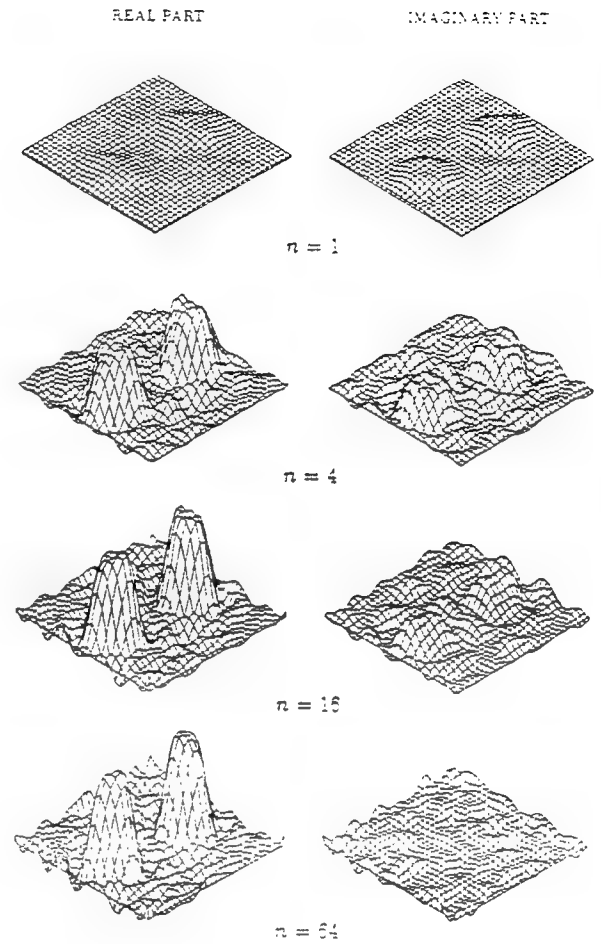 REAL PART
IMAGINARY PART
n = 1
n = 4
n = 16
n = 64